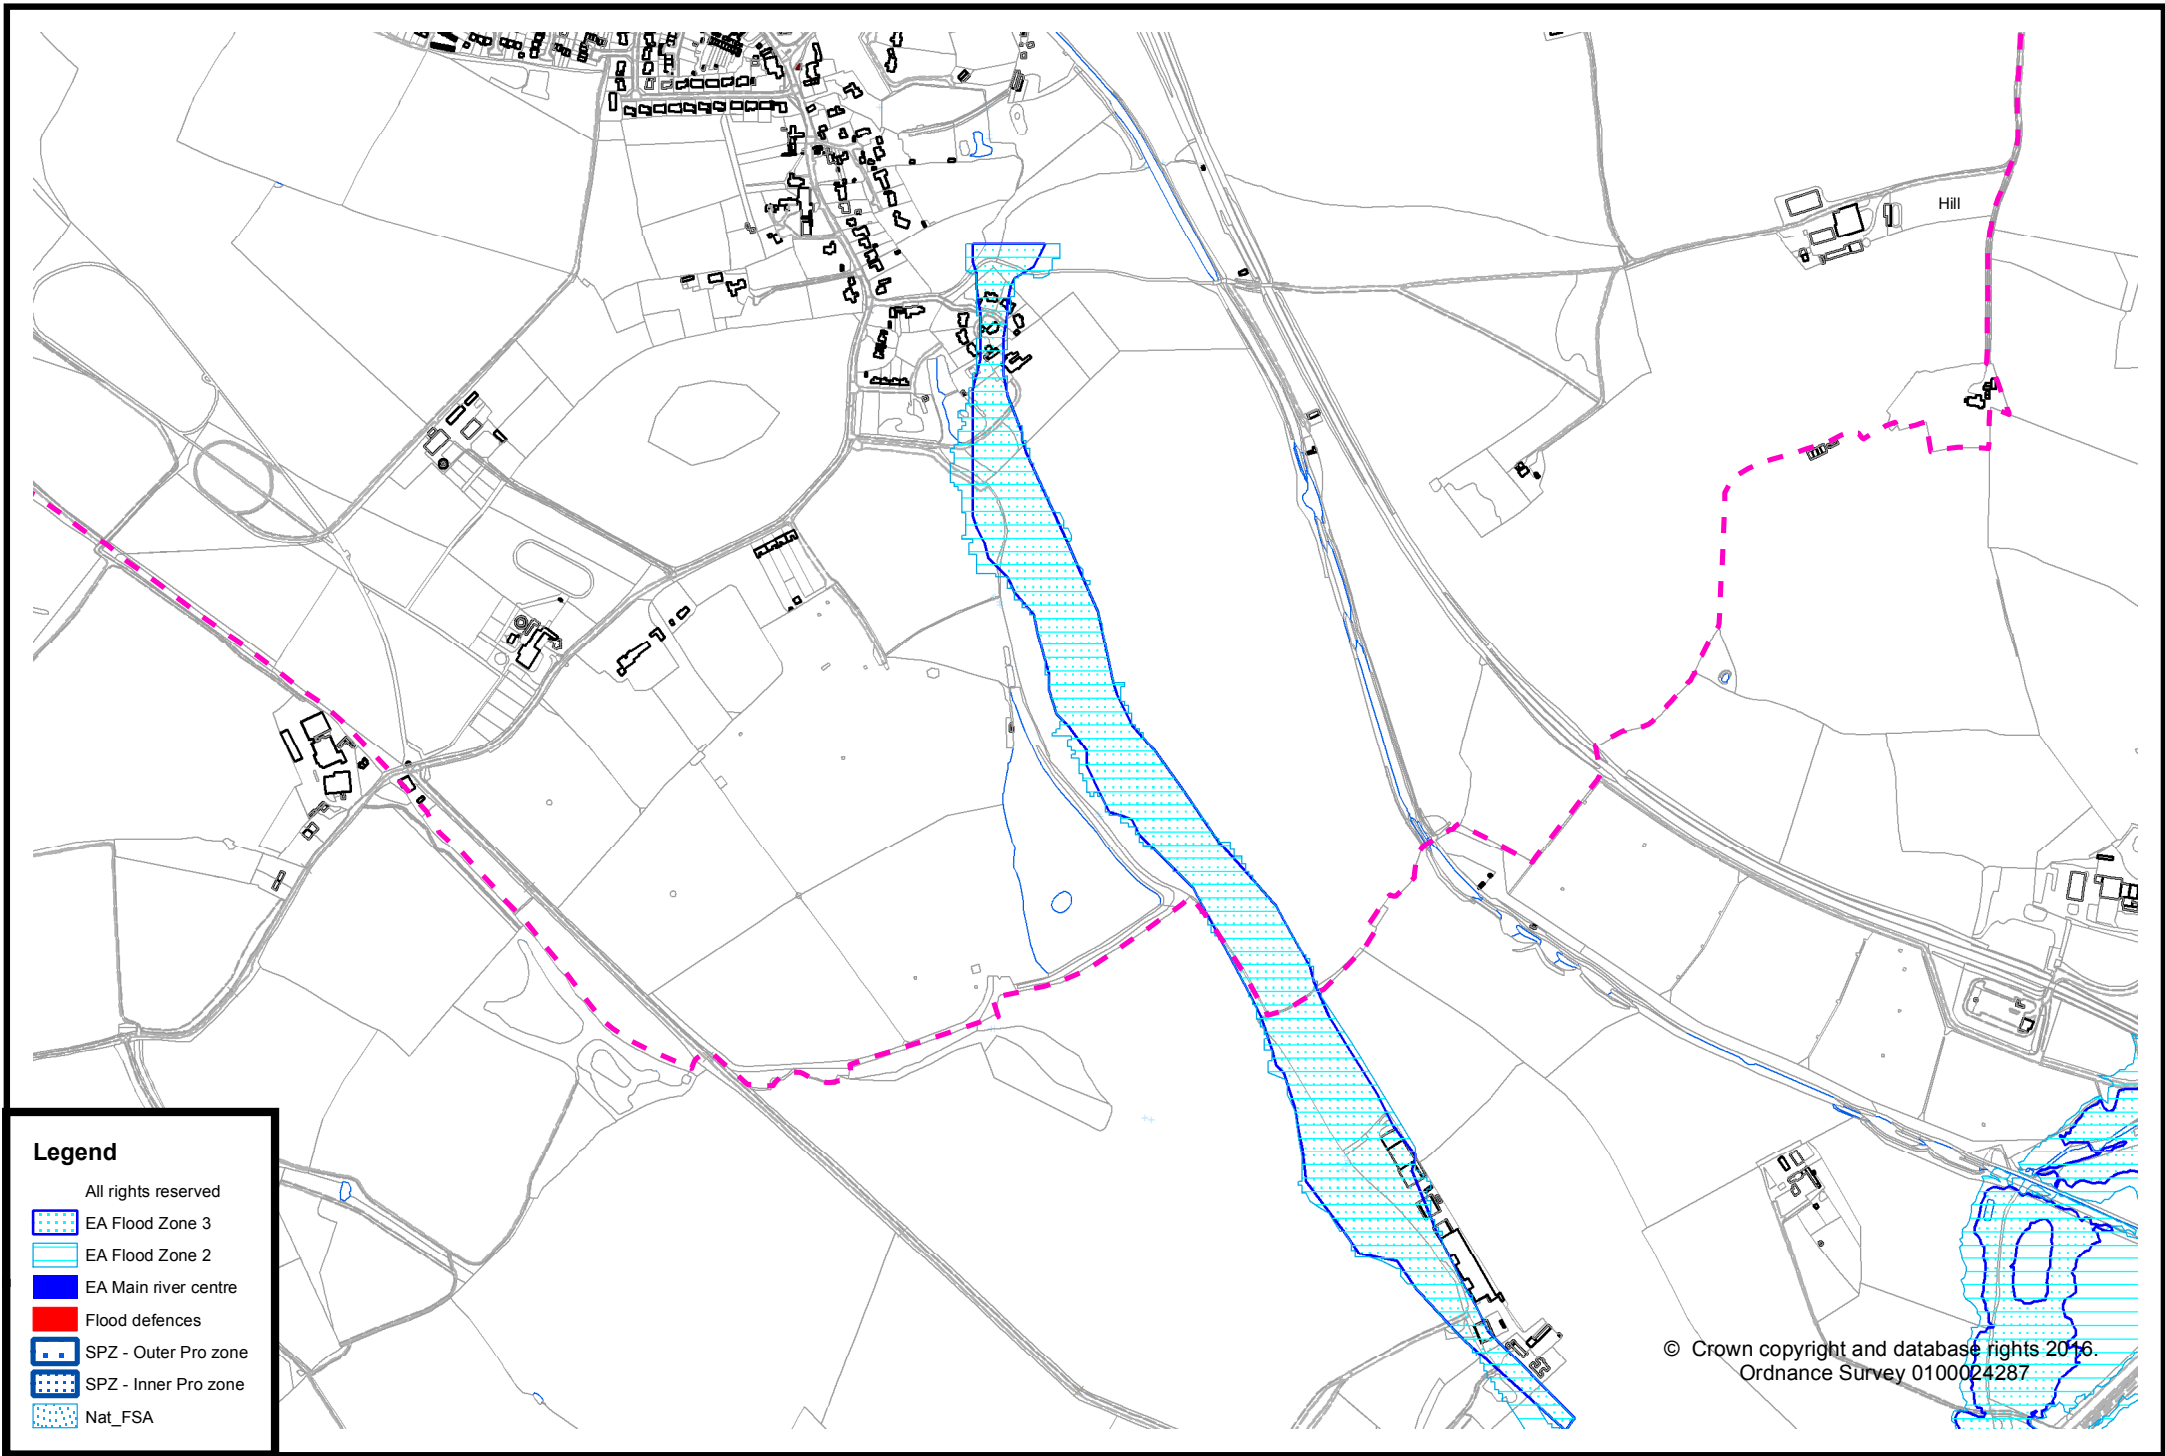 Hill
Legend
All rights reserved
EA Flood Zone 3
EA Flood Zone 2
EA Main river centre
Flood defences
SPZ - Outer Pro zone
SPZ - Inner Pro zone
Nat_FSA
© Crown copyright and database rights 2016.
Ordnance Survey 0100024287